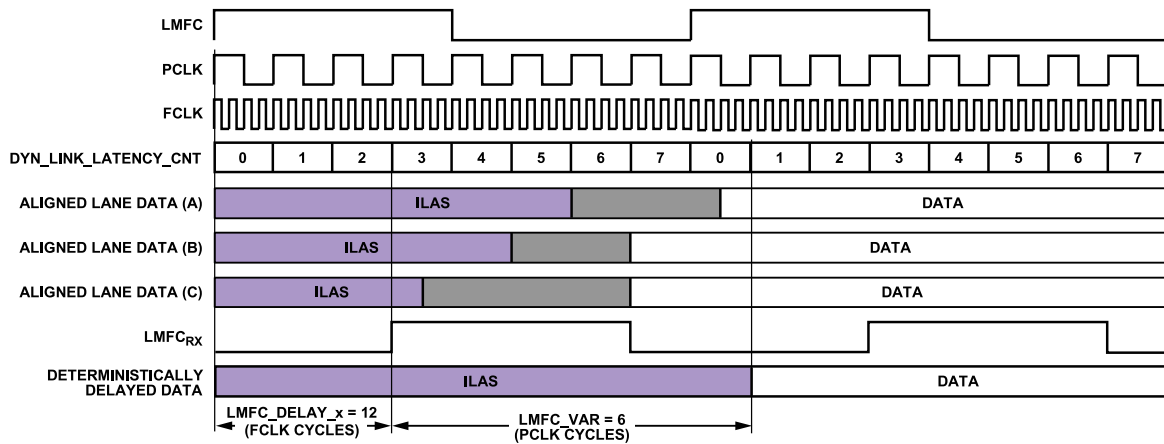 LMFC
PCLK
FCLK
DYN_LINK_LATENCY_CNT 0 1 2 3 4 5 6 7 0 1 2 3 4 5 6 7
ALIGNED LANE DATA (A) ILAS DATA
ALIGNED LANE DATA (B) ILAS DATA
ALIGNED LANE DATA (C) ILAS DATA
LMFCRX
DETERMINISTICALLY
DELAYED DATA ILAS DATA
LMFC_DELAY_x = 12
(FCLK CYCLES)
LMFC_VAR = 6
(PCLK CYCLES)